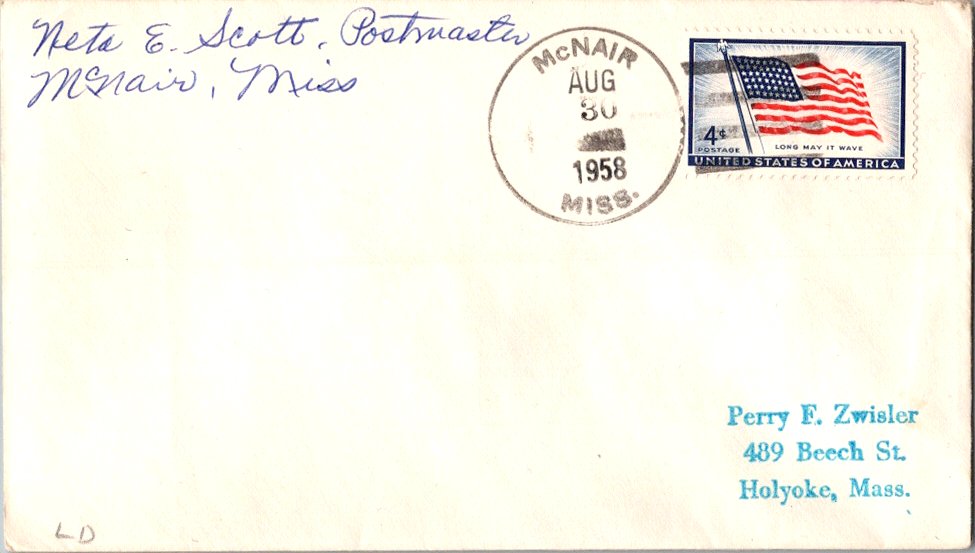 Neta E. Scott, Postmaster
McNair, Miss
McNAIR
AUG
30
1958
MISS.
4¢
POSTAGE
LONG MAY IT WAVE
UNITED STATES OF AMERICA
Perry F. Zwisler
489 Beech St.
Holyoke, Mass.
LD